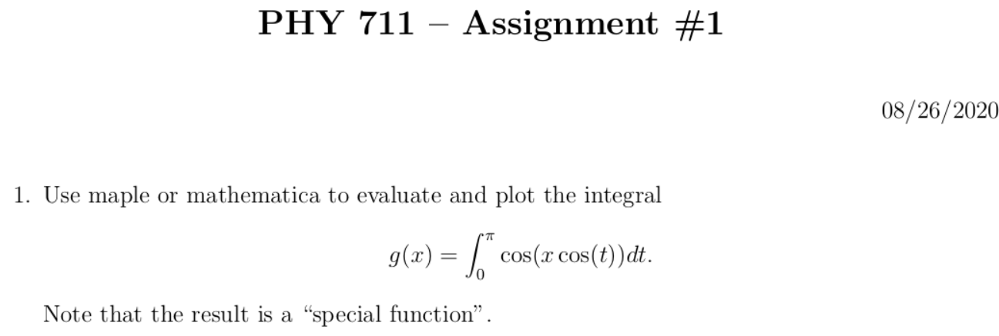 PHY 711 – Assignment #1
08/26/2020
1. Use maple or mathematica to evaluate and plot the integral
g(x) = ∫₀^π cos(x cos(t))dt.
Note that the result is a “special function”.